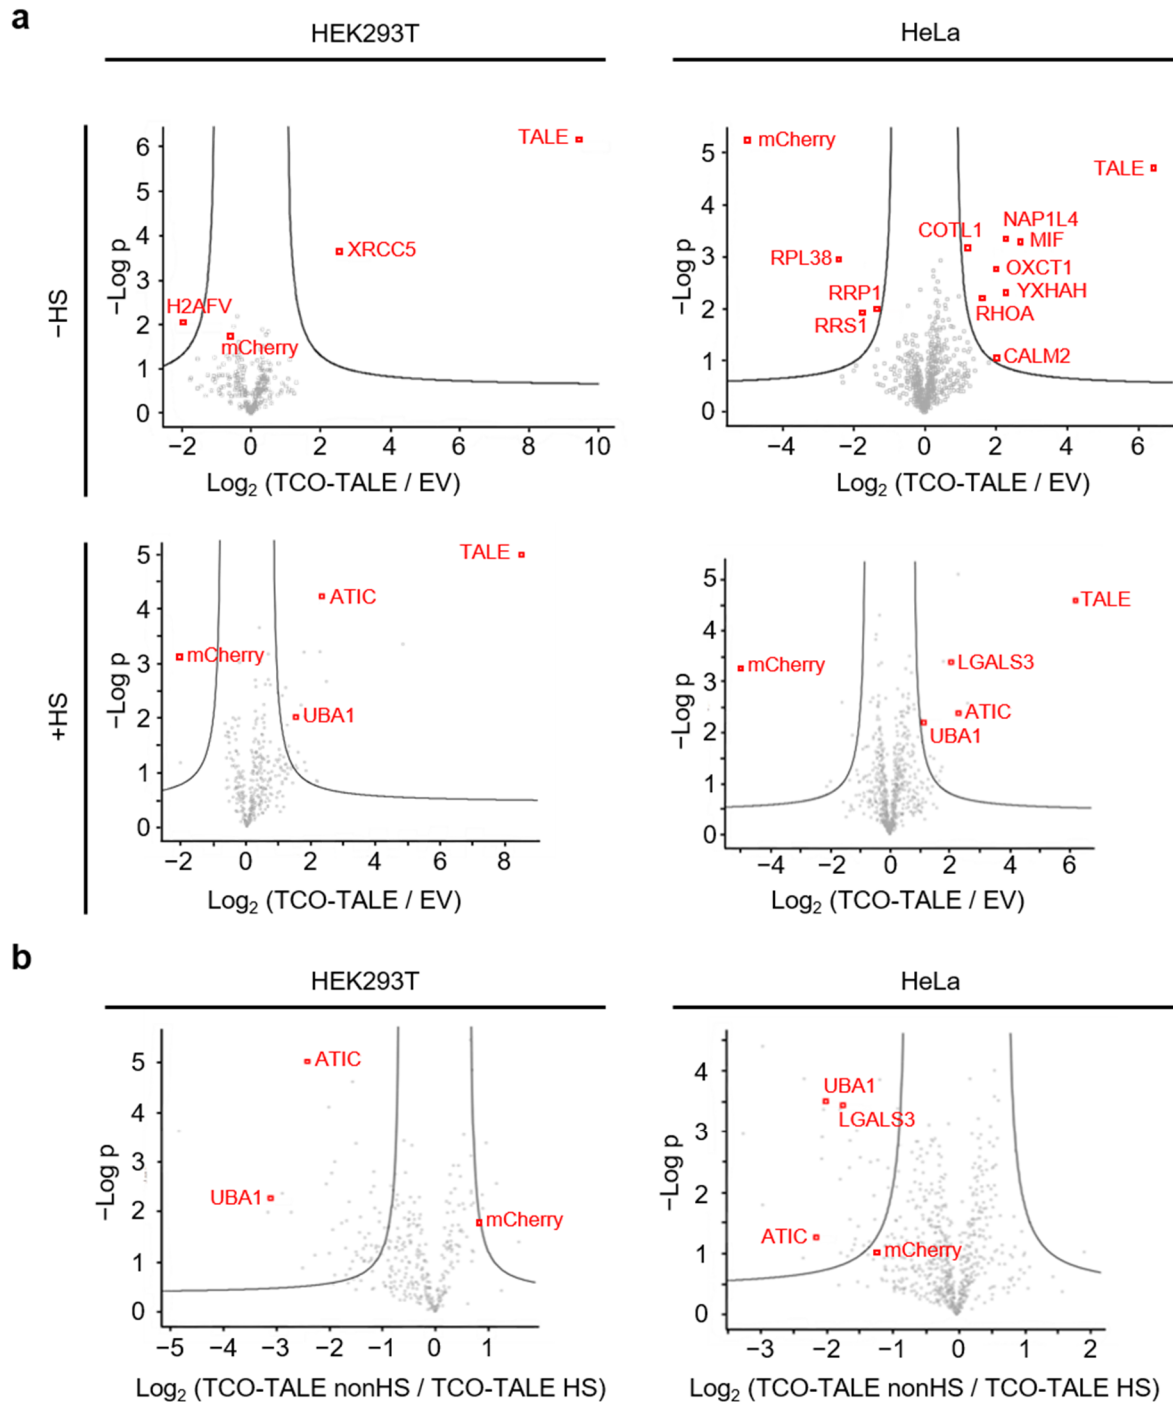 a
HEK293T
HeLa
−HS
−Log p
6
5
4
3
2
1
0
TALE
XRCC5
H2AFV
mCherry
−2 0 2 4 6 8 10
Log2 (TCO-TALE / EV)
−Log p
5
4
3
2
1
0
mCherry
TALE
NAP1L4
COTL1
MIF
RPL38
OXCT1
YXHAH
RRP1
RHOA
RRS1
CALM2
−4 −2 0 2 4 6
Log2 (TCO-TALE / EV)
+HS
−Log p
5
4
3
2
1
0
TALE
ATIC
mCherry
UBA1
−2 0 2 4 6 8
Log2 (TCO-TALE / EV)
−Log p
5
4
3
2
1
0
TALE
mCherry
LGALS3
ATIC
UBA1
−4 −2 0 2 4 6
Log2 (TCO-TALE / EV)
b
HEK293T
HeLa
−Log p
5
4
3
2
1
0
ATIC
UBA1
mCherry
−5 −4 −3 −2 −1 0 1
Log2 (TCO-TALE nonHS / TCO-TALE HS)
−Log p
4
3
2
1
0
UBA1
LGALS3
ATIC
mCherry
−3 −2 −1 0 1 2
Log2 (TCO-TALE nonHS / TCO-TALE HS)